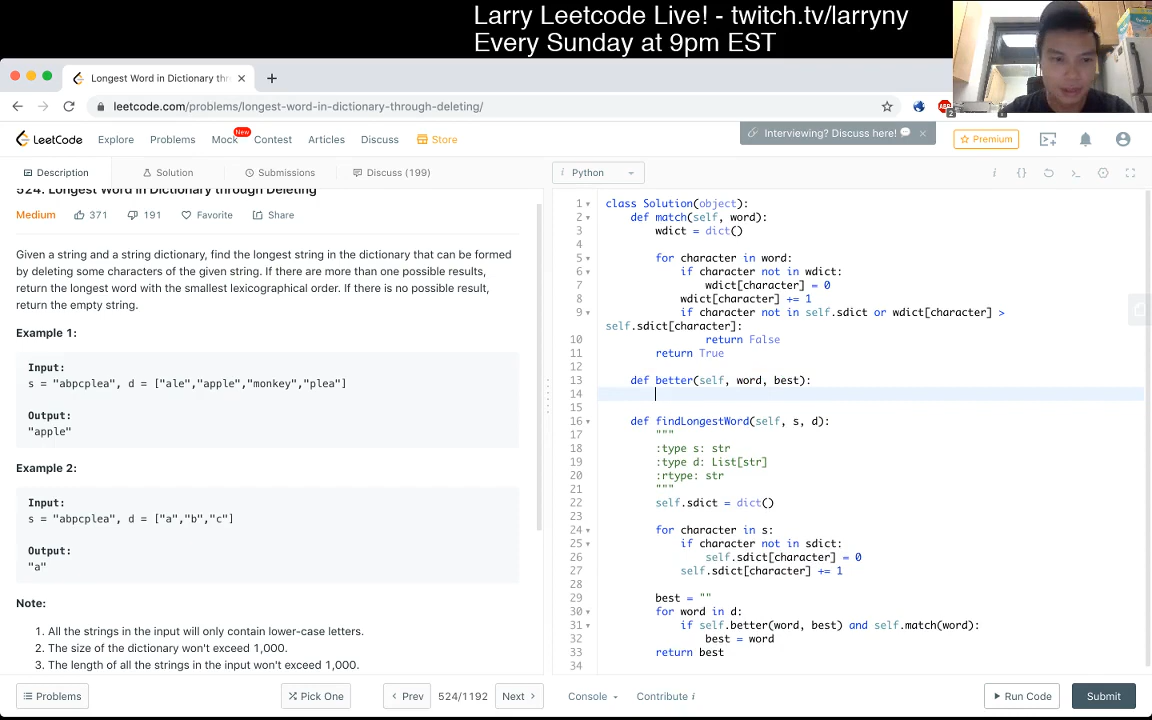 Larry Leetcode Live! - twitch.tv/larryny
Every Sunday at 9pm EST
Longest Word in Dictionary thr
leetcode.com/problems/longest-word-in-dictionary-through-deleting/
LeetCode
Explore
Problems
Mock
New
Contest
Articles
Discuss
Store
Interviewing? Discuss here!
Premium
Description
Solution
Submissions
Discuss (199)
i Python
524. Longest Word in Dictionary through Deleting
Medium
371
191
Favorite
Share
Given a string and a string dictionary, find the longest string in the dictionary that can be formed
by deleting some characters of the given string. If there are more than one possible results,
return the longest word with the smallest lexicographical order. If there is no possible result,
return the empty string.
Example 1:
Input:
s = "abpcplea", d = ["ale","apple","monkey","plea"]
Output:
"apple"
Example 2:
Input:
s = "abpcplea", d = ["a","b","c"]
Output:
"a"
Note:
1. All the strings in the input will only contain lower-case letters.
2. The size of the dictionary won't exceed 1,000.
3. The length of all the strings in the input won't exceed 1,000.
1 class Solution(object):
2 def match(self, word):
3 wdict = dict()
4
5 for character in word:
6 if character not in wdict:
7 wdict[character] = 0
8 wdict[character] += 1
9 if character not in self.sdict or wdict[character] >
self.sdict[character]:
10 return False
11 return True
12
13 def better(self, word, best):
14
15
16 def findLongestWord(self, s, d):
17 """
18 :type s: str
19 :type d: List[str]
20 :rtype: str
21 """
22 self.sdict = dict()
23
24 for character in s:
25 if character not in sdict:
26 self.sdict[character] = 0
27 self.sdict[character] += 1
28
29 best = ""
30 for word in d:
31 if self.better(word, best) and self.match(word):
32 best = word
33 return best
34
Problems
Pick One
Prev
524/1192
Next
Console
Contribute i
Run Code
Submit